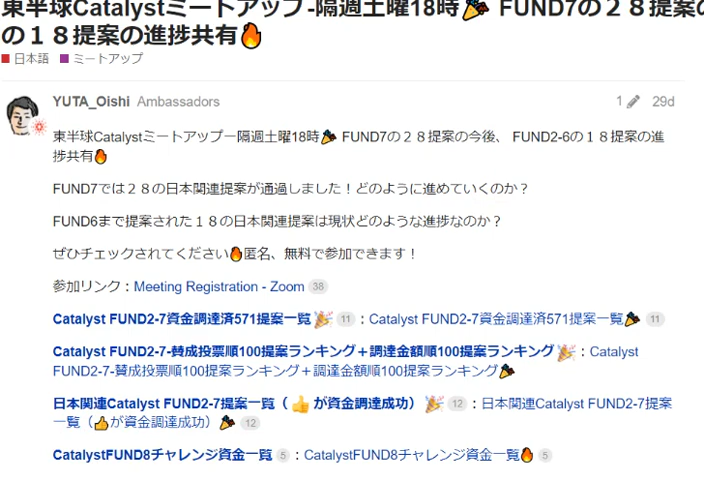 東半球Catalystミートアップ-隔週土曜18時🎉 FUND7の２８提案の
の１８提案の進捗共有🔥
日本語 ミートアップ
YUTA_Oishi Ambassadors 1 29d
東半球Catalystミートアップー隔週土曜18時🎉 FUND7の２８提案の今後、 FUND2-6の１８提案の進
捗共有🔥
FUND7では２８の日本関連提案が通過しました！どのように進めていくのか？
FUND6まで提案された１８の日本関連提案は現状どのような進捗なのか？
ぜひチェックされてください🔥匿名、無料で参加できます！
参加リンク：Meeting Registration - Zoom 38
Catalyst FUND2-7資金調達済571提案一覧🎉 11 ：Catalyst FUND2-7資金調達済571提案一覧🎉 11
Catalyst FUND2-7-賛成投票順100提案ランキング＋調達金額順100提案ランキング🎉：Catalyst
FUND2-7-賛成投票順100提案ランキング＋調達金額順100提案ランキング🎉
日本関連Catalyst FUND2-7提案一覧（👍が資金調達成功）🎉 12 ：日本関連Catalyst FUND2-7提案
一覧（👍が資金調達成功）🎉 12
CatalystFUND8チャレンジ資金一覧 5 ：CatalystFUND8チャレンジ資金一覧🔥 5